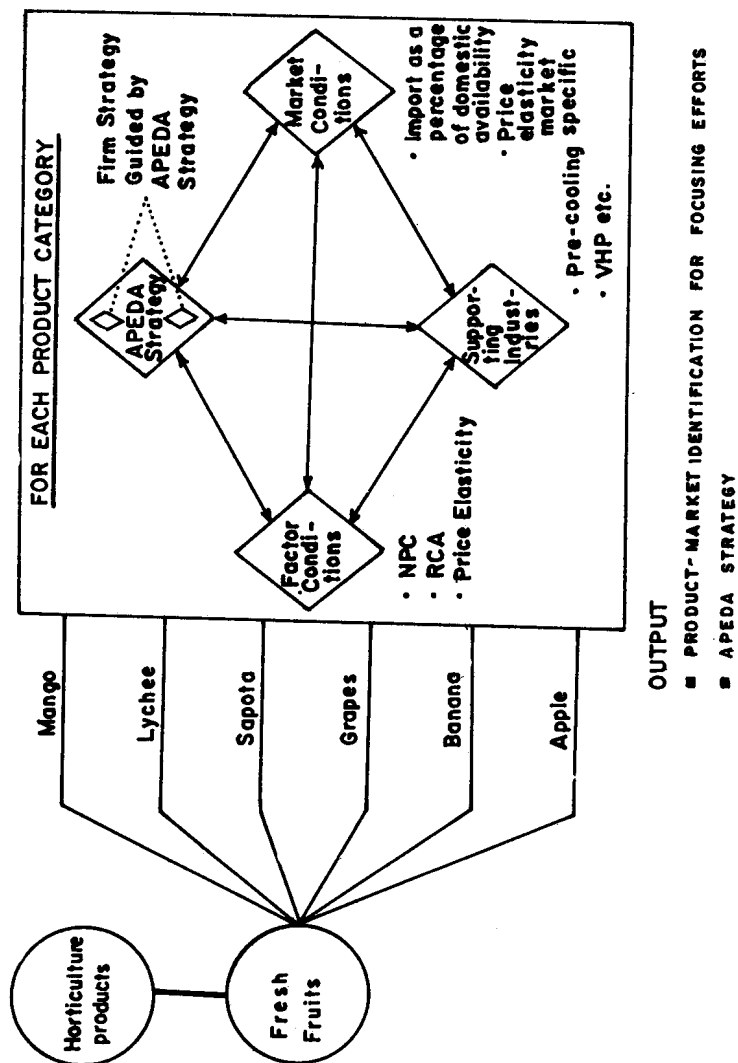 FOR EACH PRODUCT CATEGORY
Firm Strategy
Guided by
APEDA
Strategy
APEDA
Strategy
Market
Condi-
tions
• Import as a
percentage
of domestic
availability
• Price
elasticity
market
specific
Factor
Condi-
tions
• NPC
• RCA
• Price Elasticity
Suppor-
ting
Indust-
ries
• Pre-cooling
• VHP etc.
Mango
Lychee
Sapota
Grapes
Banana
Apple
Horticulture
products
Fresh
Fruits
OUTPUT
■ PRODUCT-MARKET IDENTIFICATION FOR FOCUSING EFFORTS
■ APEDA STRATEGY